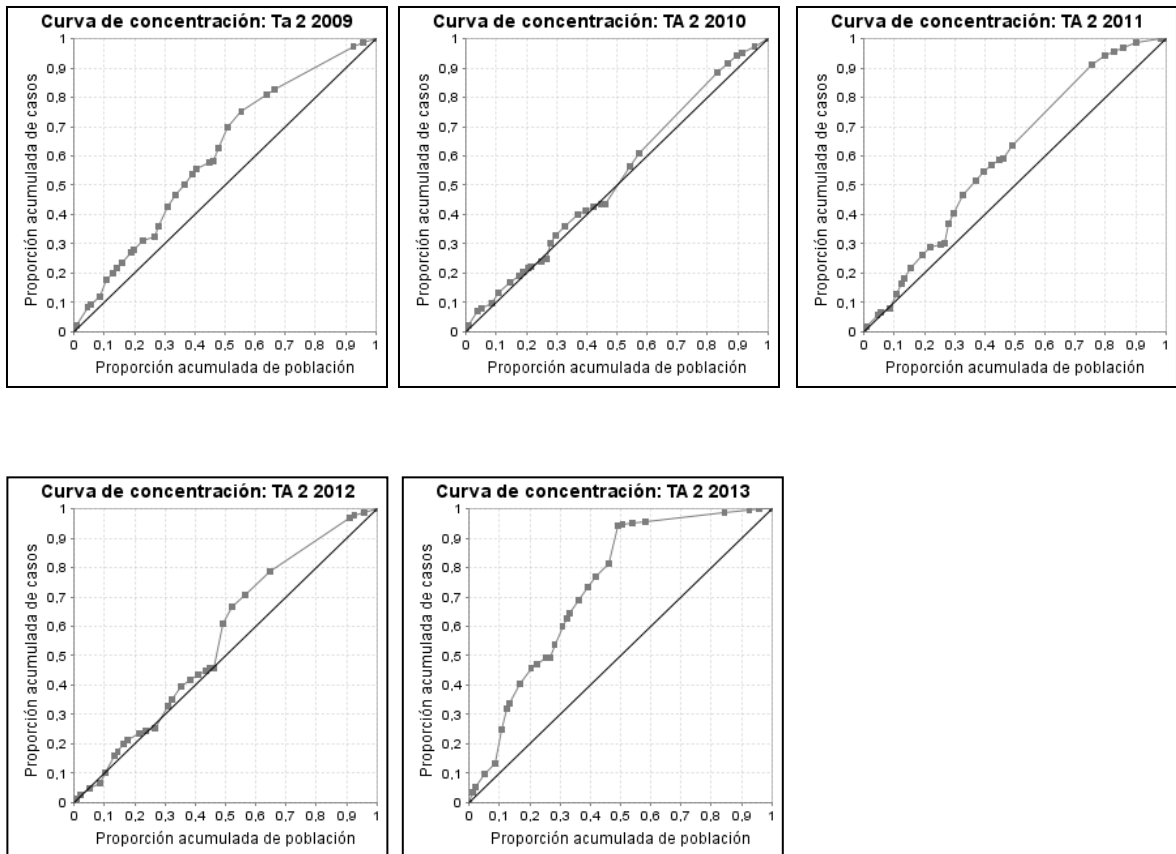 Curva de concentración: Ta 2 2009
1
0,9
0,8
0,7
0,6
0,5
0,4
0,3
0,2
0,1
0
Proporción acumulada de casos
0 0,1 0,2 0,3 0,4 0,5 0,6 0,7 0,8 0,9 1
Proporción acumulada de población
Curva de concentración: TA 2 2010
1
0,9
0,8
0,7
0,6
0,5
0,4
0,3
0,2
0,1
0
Proporción acumulada de casos
0 0,1 0,2 0,3 0,4 0,5 0,6 0,7 0,8 0,9 1
Proporción acumulada de población
Curva de concentración: TA 2 2011
1
0,9
0,8
0,7
0,6
0,5
0,4
0,3
0,2
0,1
0
Proporción acumulada de casos
0 0,1 0,2 0,3 0,4 0,5 0,6 0,7 0,8 0,9 1
Proporción acumulada de población
Curva de concentración: TA 2 2012
1
0,9
0,8
0,7
0,6
0,5
0,4
0,3
0,2
0,1
0
Proporción acumulada de casos
0 0,1 0,2 0,3 0,4 0,5 0,6 0,7 0,8 0,9 1
Proporción acumulada de población
Curva de concentración: TA 2 2013
1
0,9
0,8
0,7
0,6
0,5
0,4
0,3
0,2
0,1
0
Proporción acumulada de casos
0 0,1 0,2 0,3 0,4 0,5 0,6 0,7 0,8 0,9 1
Proporción acumulada de población